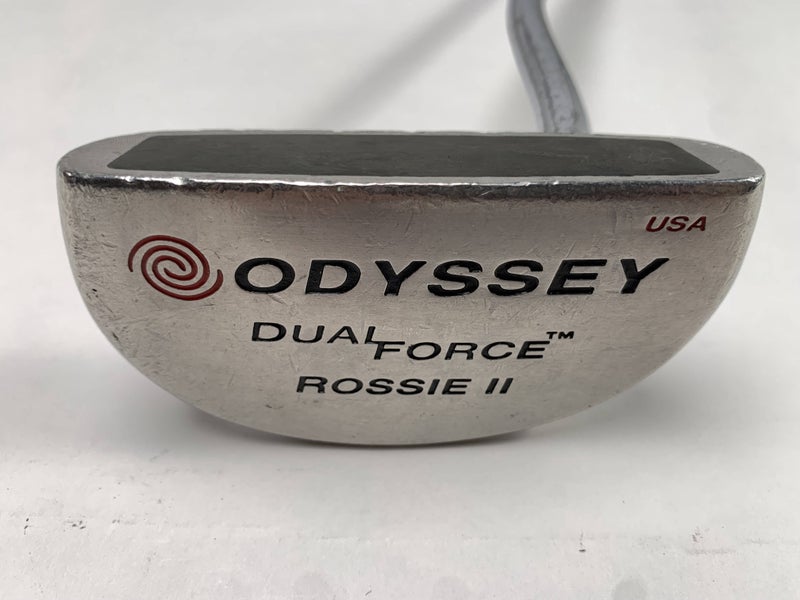 USA
ODYSSEY
DUAL FORCE™
ROSSIE II